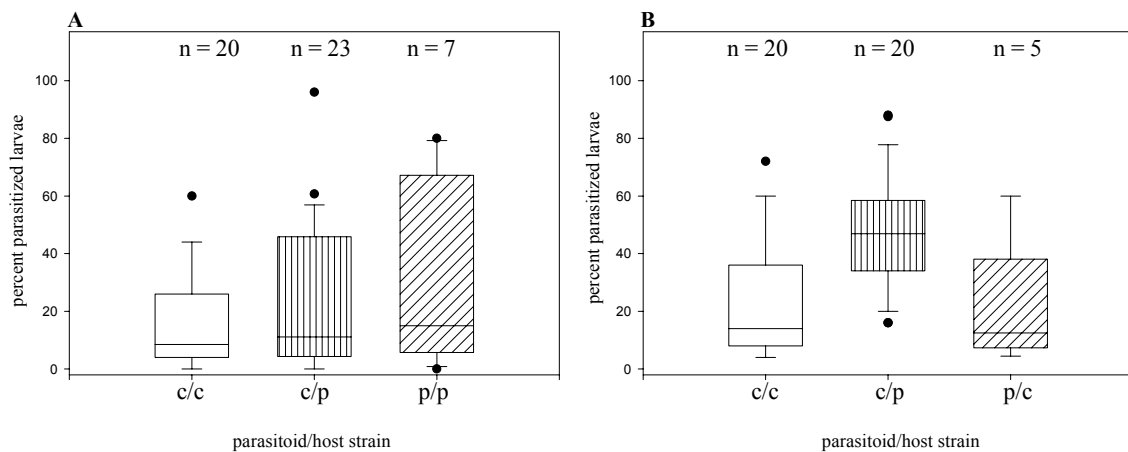 A
n = 20 n = 23 n = 7
percent parasitized larvae
100
80
60
40
20
0
c/c c/p p/p
parasitoid/host strain
B
n = 20 n = 20 n = 5
percent parasitized larvae
100
80
60
40
20
0
c/c c/p p/c
parasitoid/host strain